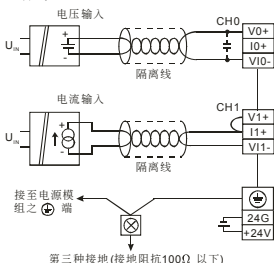 电压输入
CH0
V0+
I0+
VI0-
U_IN
+
-
隔离线
电流输入
CH1
V1+
I1+
VI1-
U_IN
+
-
隔离线
接至电源模
组之 端
24G
+24V
第三种接地(接地阻抗100Ω 以下)